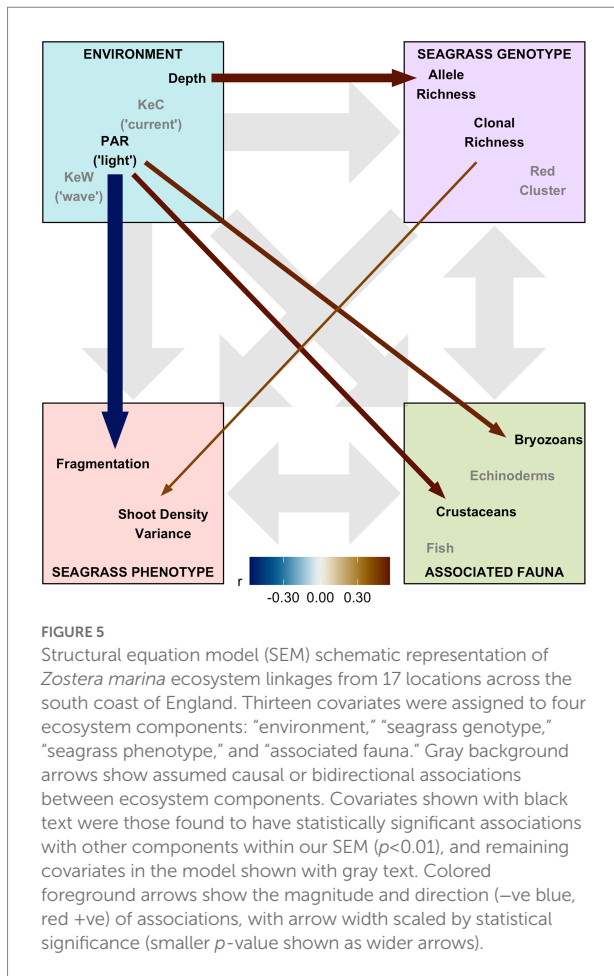 ENVIRONMENT
Depth
KeC
('current')
PAR
('light')
KeW
('wave')
SEAGRASS GENOTYPE
Allele
Richness
Clonal
Richness
Red
Cluster
Fragmentation
Shoot Density
Variance
SEAGRASS PHENOTYPE
Bryozoans
Echinoderms
Crustaceans
Fish
ASSOCIATED FAUNA
r
-0.30 0.00 0.30
FIGURE 5
Structural equation model (SEM) schematic representation of
Zostera marina ecosystem linkages from 17 locations across the
south coast of England. Thirteen covariates were assigned to four
ecosystem components: “environment,” “seagrass genotype,”
“seagrass phenotype,” and “associated fauna.” Gray background
arrows show assumed causal or bidirectional associations
between ecosystem components. Covariates shown with black
text were those found to have statistically significant associations
with other components within our SEM (p<0.01), and remaining
covariates in the model shown with gray text. Colored
foreground arrows show the magnitude and direction (−ve blue,
red +ve) of associations, with arrow width scaled by statistical
significance (smaller p-value shown as wider arrows).